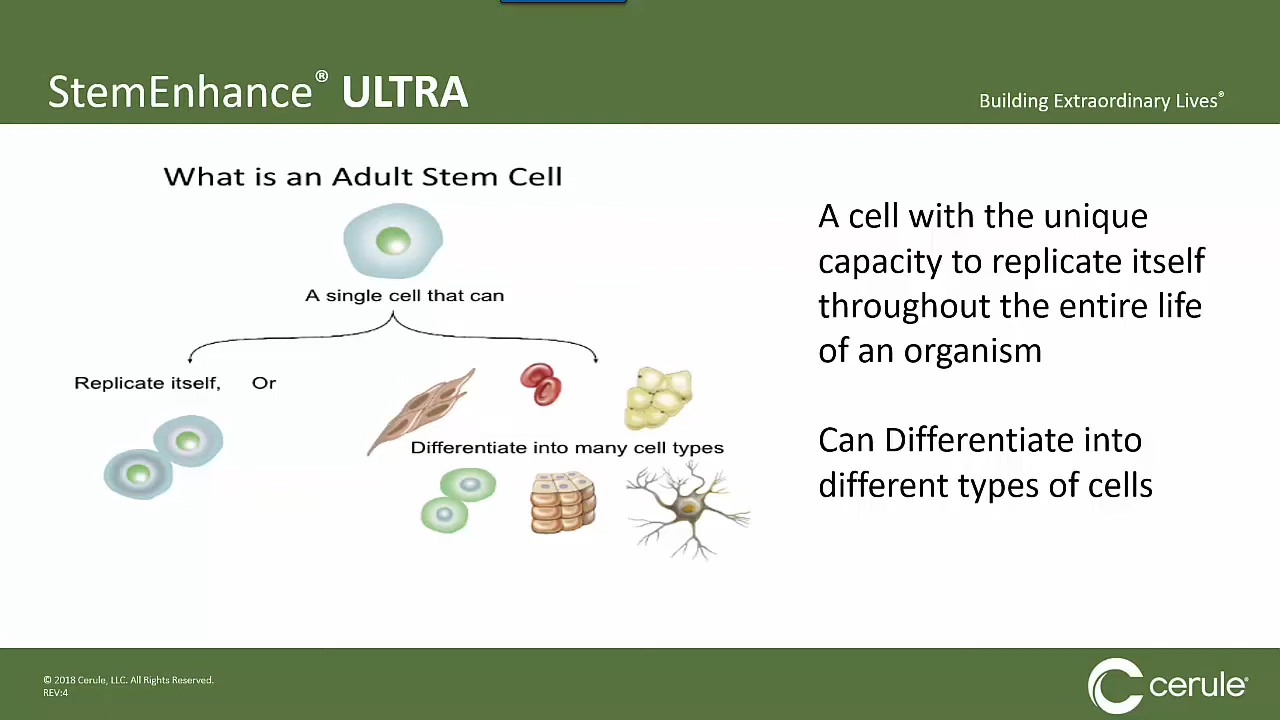 StemEnhance® ULTRA
Building Extraordinary Lives®
What is an Adult Stem Cell
A single cell that can
Replicate itself, Or
Differentiate into many cell types
A cell with the unique
capacity to replicate itself
throughout the entire life
of an organism
Can Differentiate into
different types of cells
© 2018 Cerule, LLC. All Rights Reserved.
REV:4
cerule®